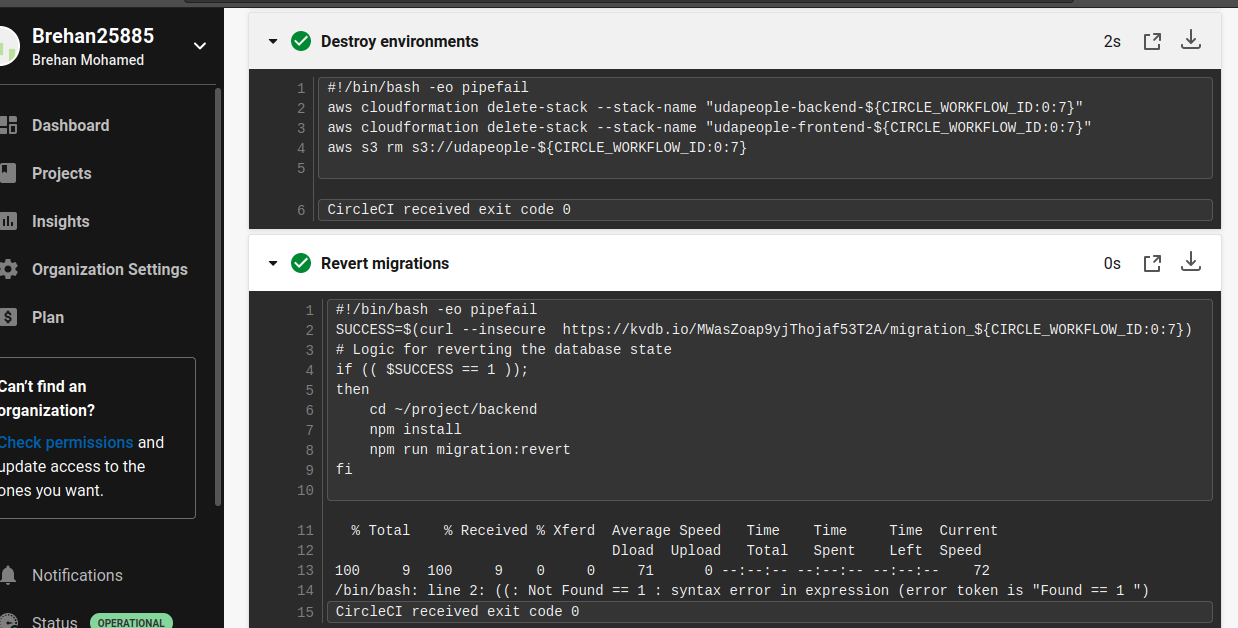 Brehan25885
Brehan Mohamed
Dashboard
Projects
Insights
Organization Settings
Plan
Can't find an
organization?
Check permissions and
update access to the
ones you want.
Notifications
Status OPERATIONAL
Destroy environments 2s
1 #!/bin/bash -eo pipefail
2 aws cloudformation delete-stack --stack-name "udapeople-backend-${CIRCLE_WORKFLOW_ID:0:7}"
3 aws cloudformation delete-stack --stack-name "udapeople-frontend-${CIRCLE_WORKFLOW_ID:0:7}"
4 aws s3 rm s3://udapeople-${CIRCLE_WORKFLOW_ID:0:7}
5
6 CircleCI received exit code 0
Revert migrations 0s
1 #!/bin/bash -eo pipefail
2 SUCCESS=$(curl --insecure  https://kvdb.io/MWasZoap9yjThojaf53T2A/migration_${CIRCLE_WORKFLOW_ID:0:7})
3 # Logic for reverting the database state
4 if (( $SUCCESS == 1 ));
5 then
6     cd ~/project/backend
7     npm install
8     npm run migration:revert
9 fi
10
11   % Total    % Received % Xferd  Average Speed   Time    Time     Time  Current
12                                  Dload  Upload   Total   Spent    Left  Speed
13 100     9  100     9    0     0     71      0 --:--:-- --:--:-- --:--:--    72
14 /bin/bash: line 2: ((: Not Found == 1 : syntax error in expression (error token is "Found == 1 ")
15 CircleCI received exit code 0